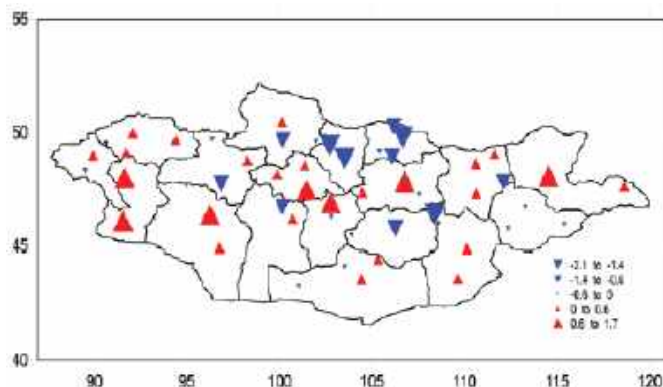 55
50
45
40
▼ -2.1 to -1.4
▼ -1.4 to -0.6
-0.6 to 0
▲ 0 to 0.6
▲ 0.6 to 1.7
90 95 100 105 110 115 120